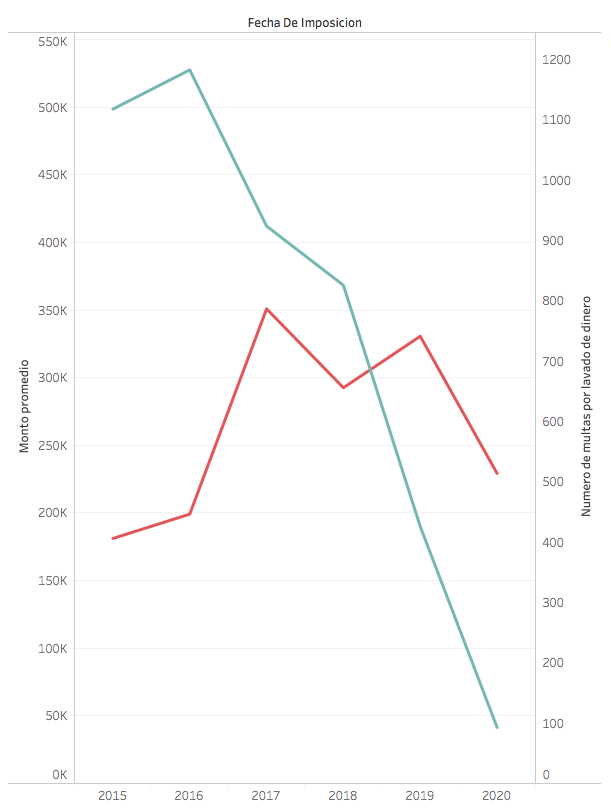 Fecha De Imposicion
550K
500K
450K
400K
350K
300K
250K
200K
150K
100K
50K
0K
Monto promedio
1200
1100
1000
900
800
700
600
500
400
300
200
100
0
Numero de multas por lavado de dinero
2015 2016 2017 2018 2019 2020